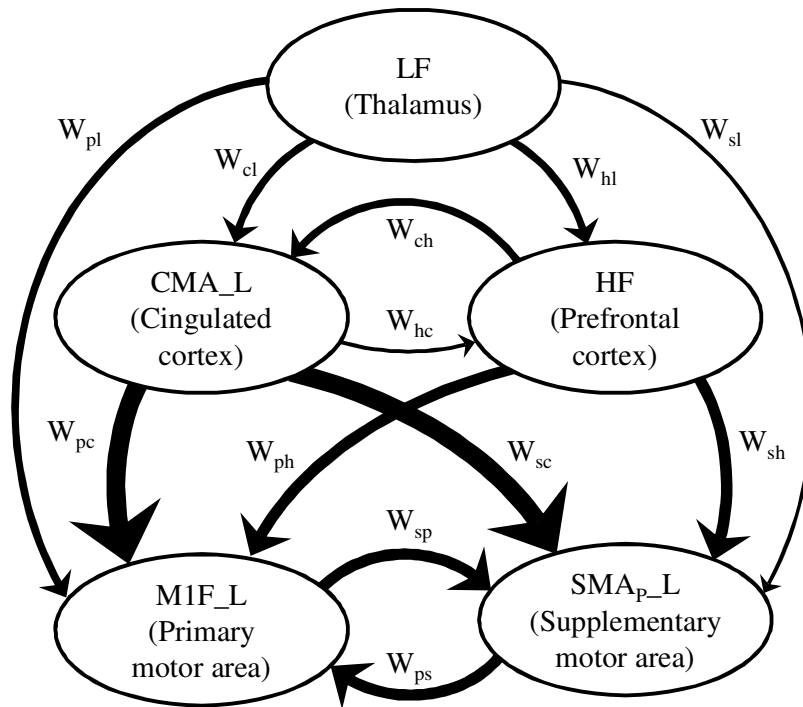 LF
(Thalamus)
W_pl
W_sl
W_cl
W_hl
W_ch
CMA_L
(Cingulated
cortex)
HF
(Prefrontal
cortex)
W_hc
W_pc
W_ph
W_sc
W_sh
W_sp
M1F_L
(Primary
motor area)
SMA_P_L
(Supplementary
motor area)
W_ps